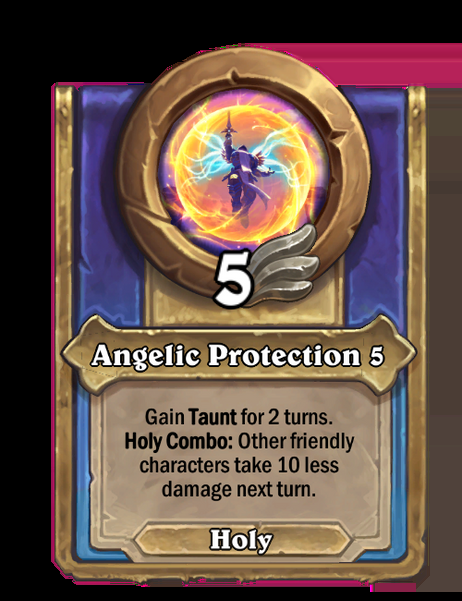 5
Angelic Protection 5
Gain Taunt for 2 turns.
Holy Combo: Other friendly
characters take 10 less
damage next turn.
Holy